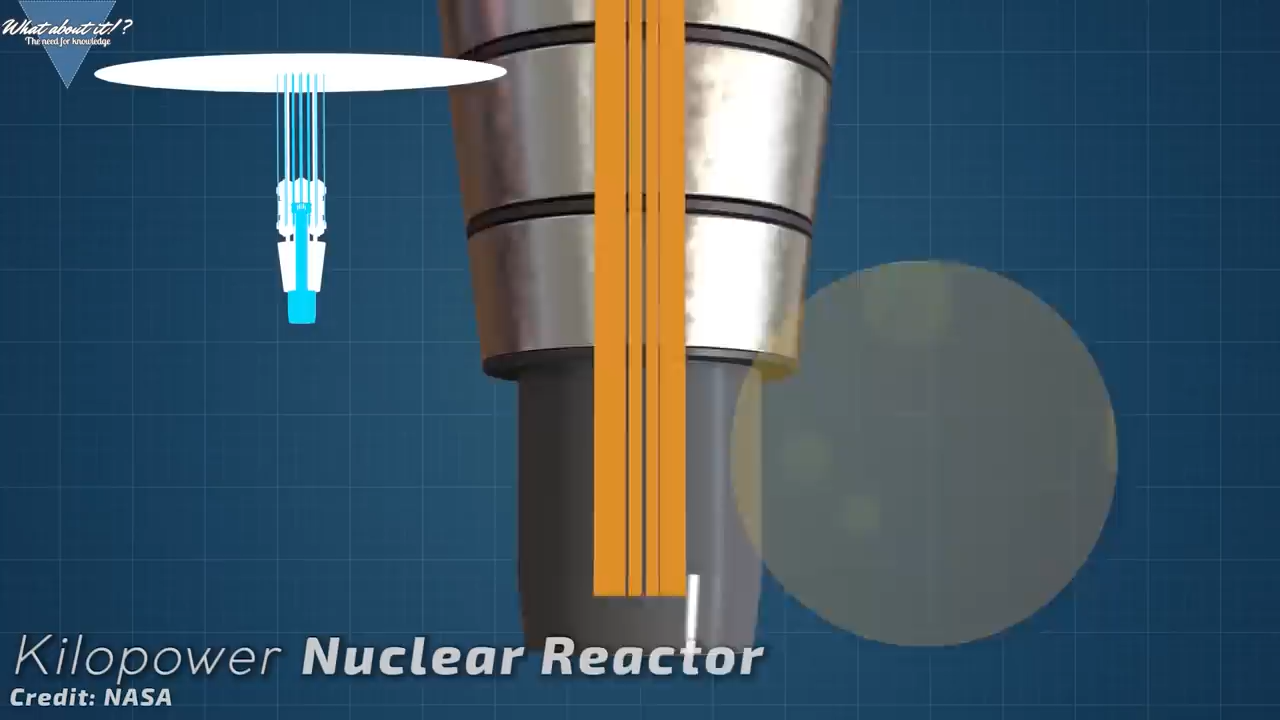 What about it!?
The need for knowledge
Kilopower Nuclear Reactor
Credit: NASA